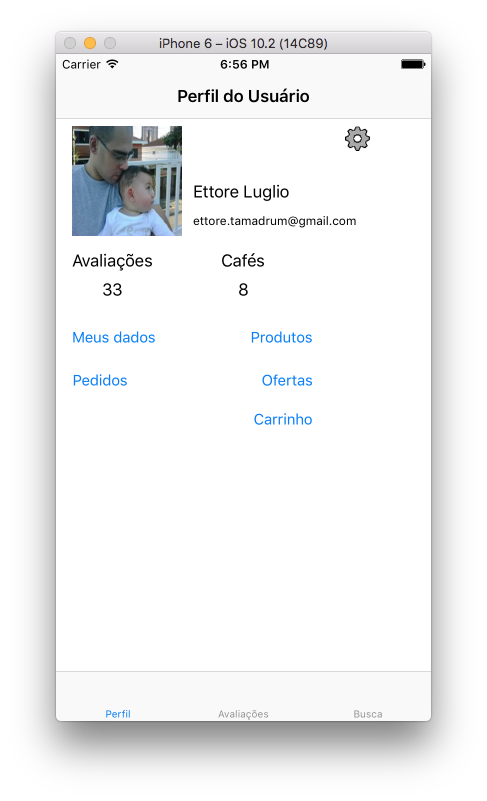 iPhone 6 – iOS 10.2 (14C89)
Carrier 6:56 PM
Perfil do Usuário
Ettore Luglio
ettore.tamadrum@gmail.com
Avaliações Cafés
33 8
Meus dados Produtos
Pedidos Ofertas
Carrinho
Perfil Avaliações Busca